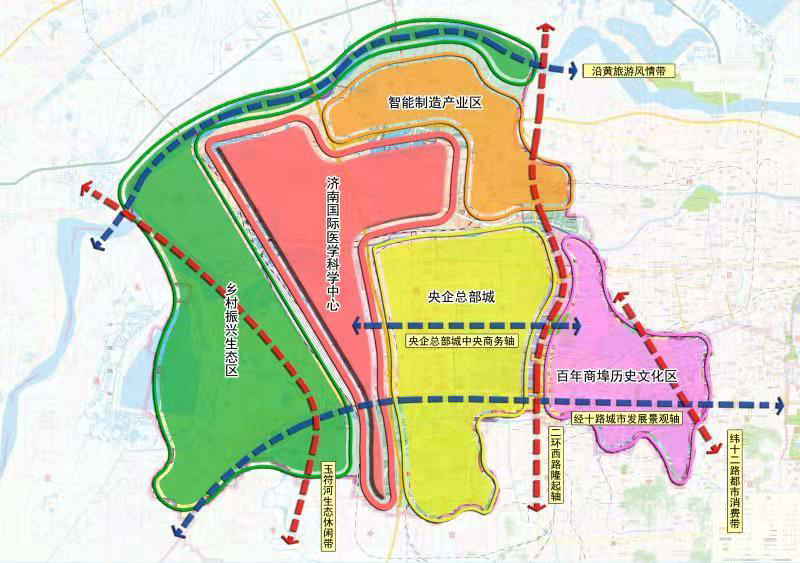 沿黄旅游风情带
智能制造产业区
济南国际医学科学中心
乡村振兴生态区
央企总部城
央企总部城中央商务轴
百年商埠历史文化区
经十路城市发展景观轴
二环西路隆起轴
纬十二路都市消费带
玉符河生态休闲带